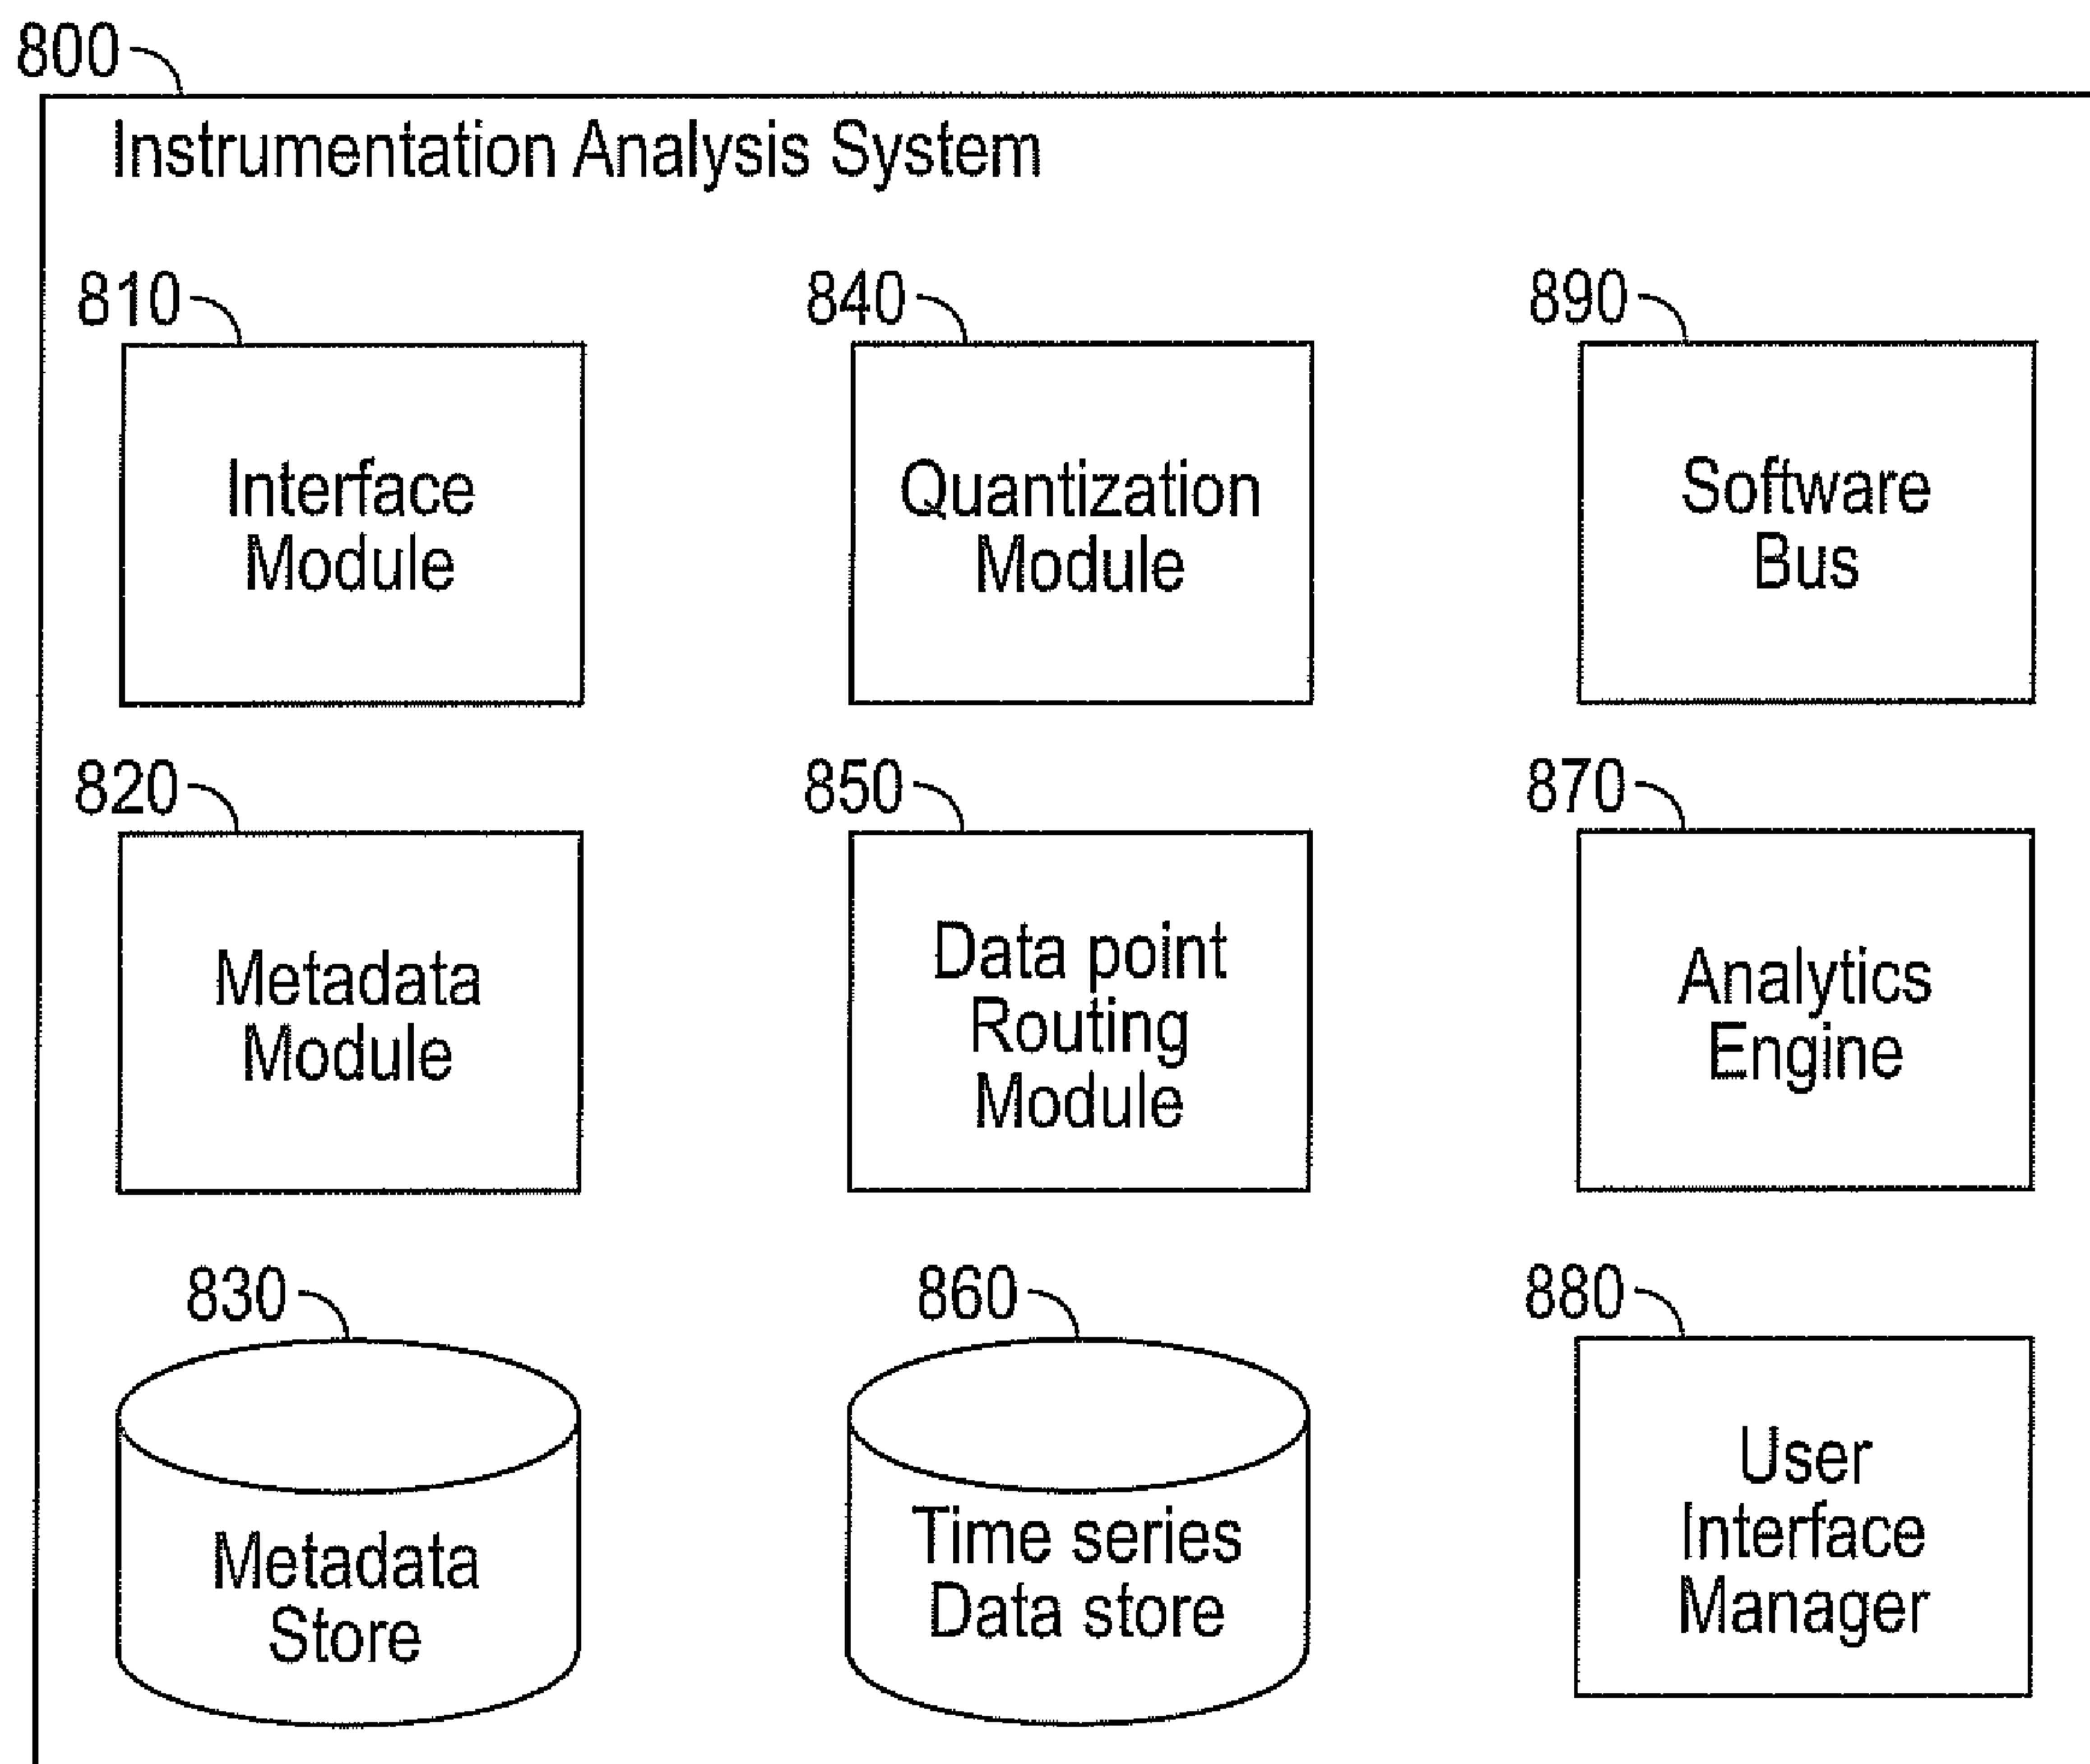 800
Instrumentation Analysis System
810
Interface
Module
840
Quantization
Module
890
Software
Bus
820
Metadata
Module
850
Data point
Routing
Module
870
Analytics
Engine
830
Metadata
Store
860
Time series
Data store
880
User
Interface
Manager